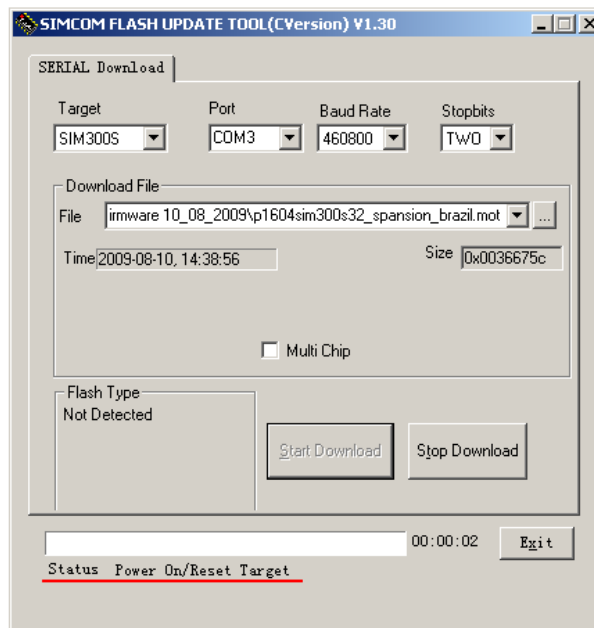 SIMCOM FLASH UPDATE TOOL(CVersion) V1.30
SERIAL Download
Target Port Baud Rate Stopbits
SIM300S COM3 460800 TWO
Download File
File irmware 10_08_2009\p1604sim300s32_spansion_brazil.mot ...
Time 2009-08-10, 14:38:56 Size 0x0036675c
Multi Chip
Flash Type
Not Detected
Start Download Stop Download
00:00:02 Exit
Status Power On/Reset Target